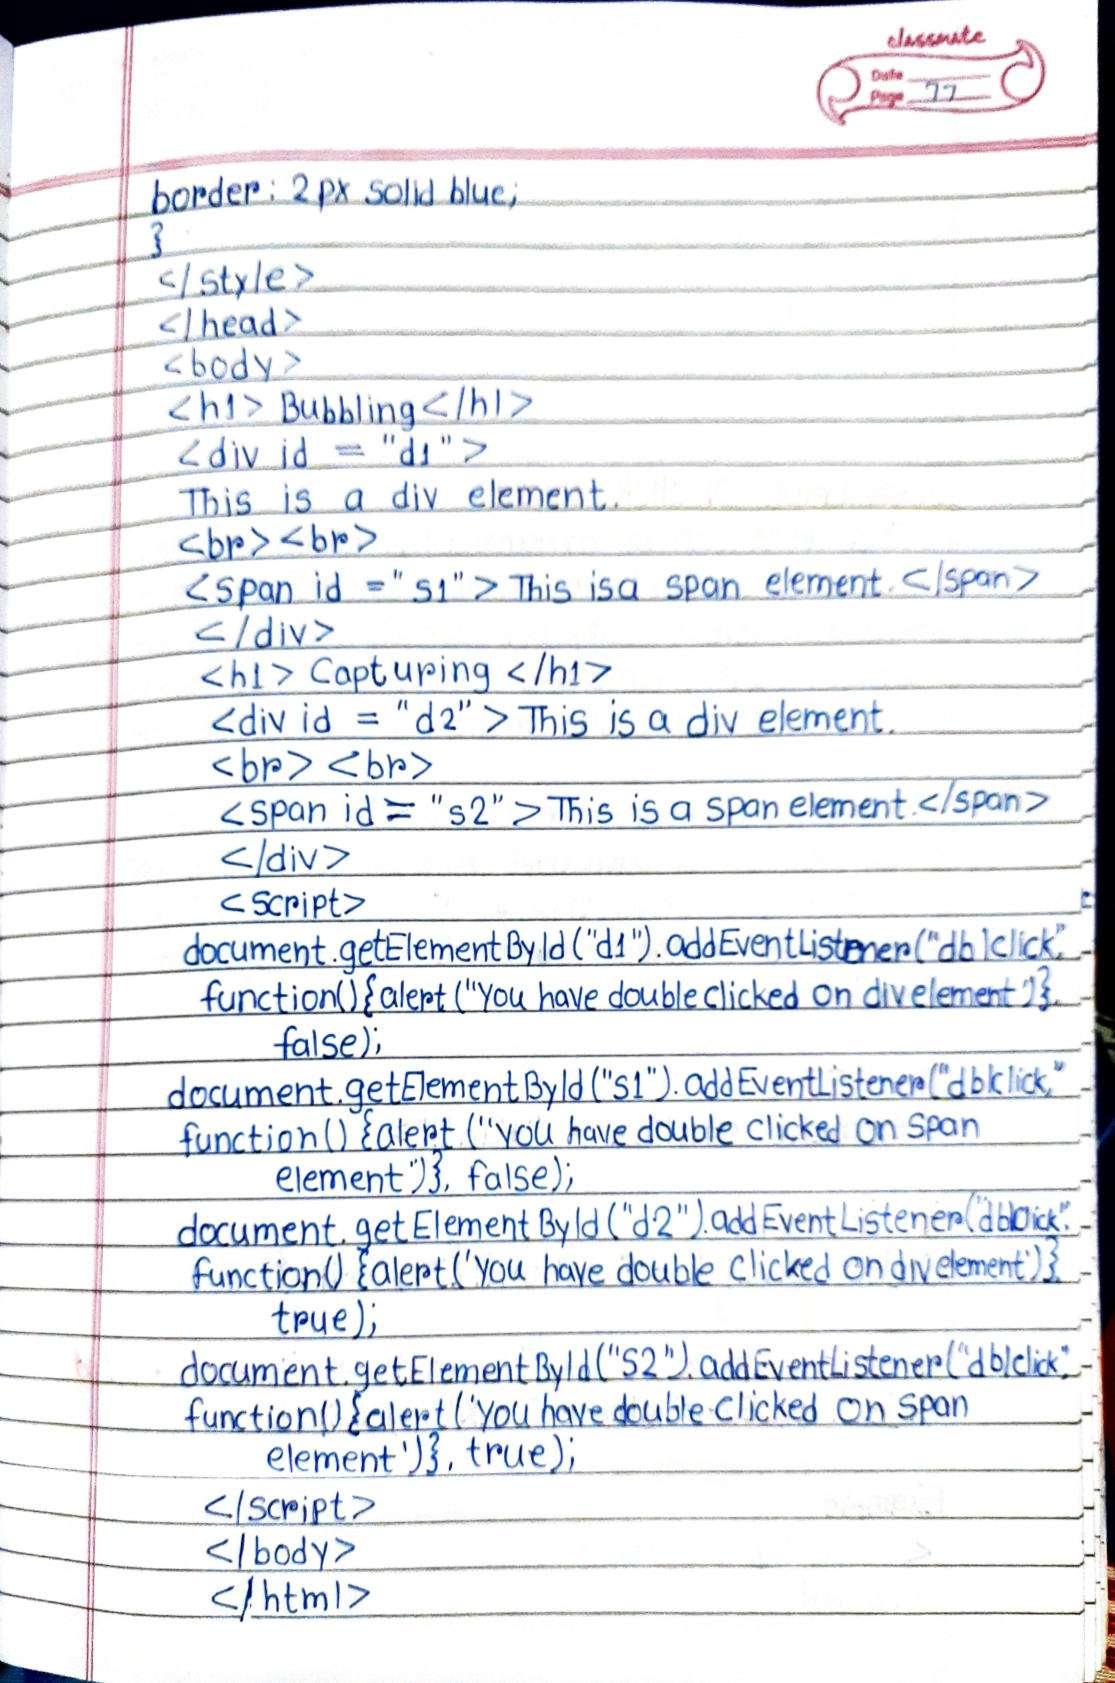 classmate
Date
Page 77
border: 2px solid blue;
}
</style>
</head>
<body>
<h1> Bubbling</h1>
<div id = "d1">
This is a div element.
<br><br>
<span id ="s1"> This is a span element.</span>
</div>
<h1> Capturing </h1>
<div id = "d2"> This is a div element.
<br> <br>
<span id = "s2"> This is a span element.</span>
</div>
<script>
document.getElementById("d1").addEventListener("dblclick",
function(){alert("You have double clicked on div element")},
false);
document.getElementById("s1").addEventListener("dblclick,"
function() {alert ("you have double clicked on span
element")}, false);
document.getElementById("d2").addEventListener("dblclick",
function() {alert('you have double clicked on div element')}
true);
document.getElementById("S2").addEventListener("dblclick",
function(){alert('you have double clicked on span
element')}, true);
</script>
</body>
</html>